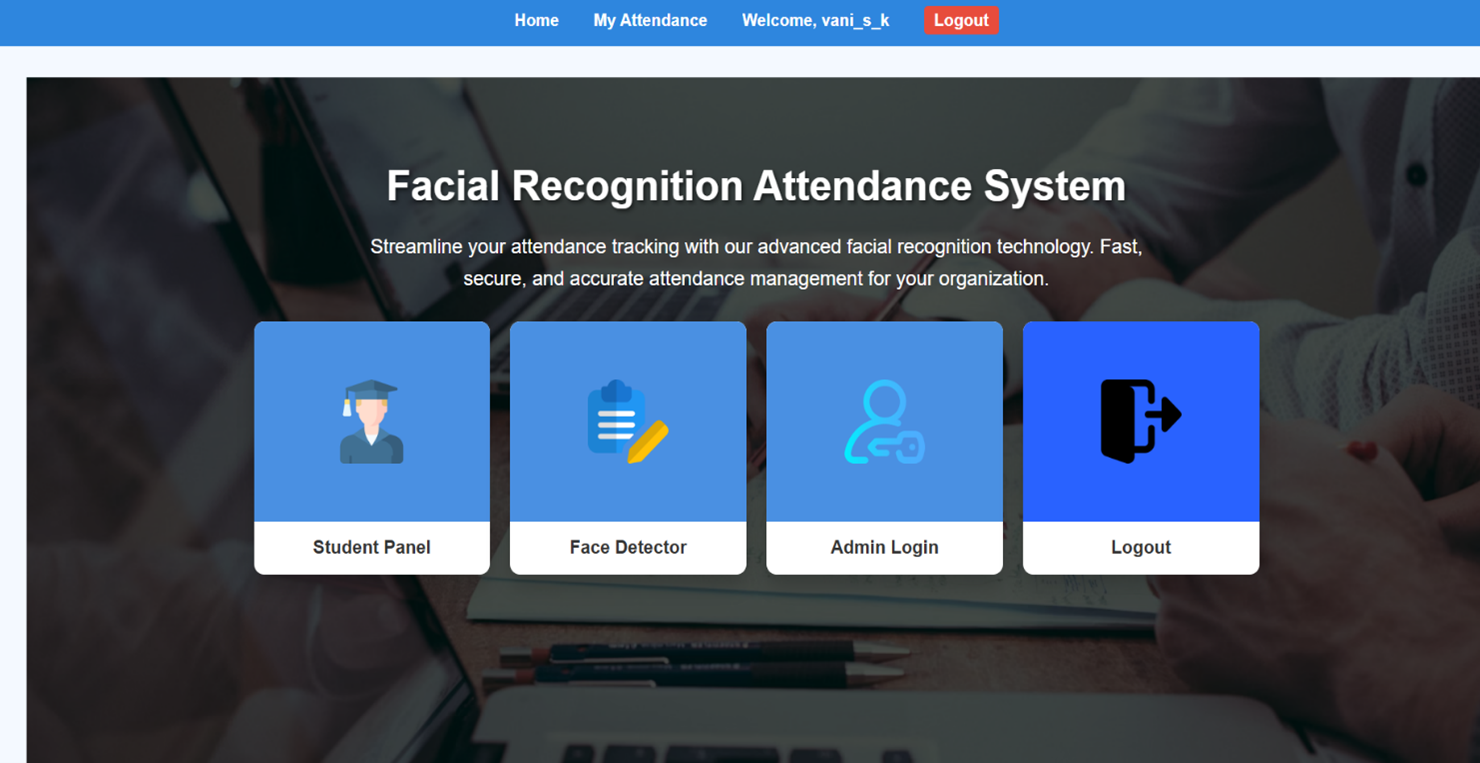 Home My Attendance Welcome, vani_s_k Logout
Facial Recognition Attendance System
Streamline your attendance tracking with our advanced facial recognition technology. Fast,
secure, and accurate attendance management for your organization.
Student Panel
Face Detector
Admin Login
Logout